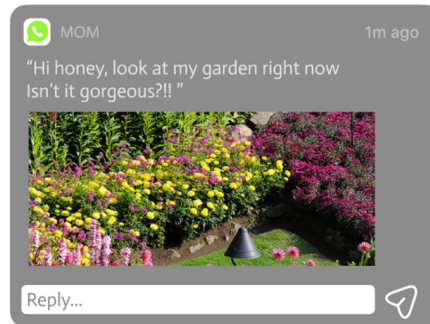 MOM
1m ago
“Hi honey, look at my garden right now
Isn’t it gorgeous?!! ”
Reply...